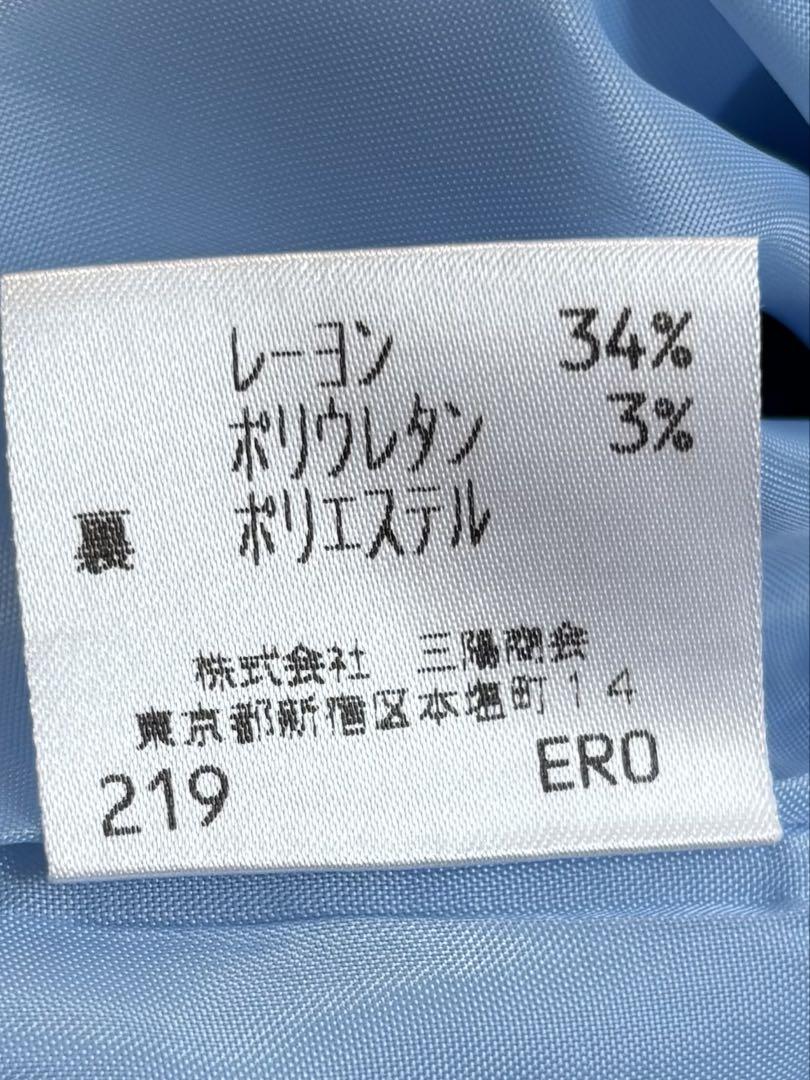 レーヨン 34%
ポリウレタン 3%
裏 ポリエステル
株式会社 三陽商会
東京都新宿区本塩町14
219 ERO